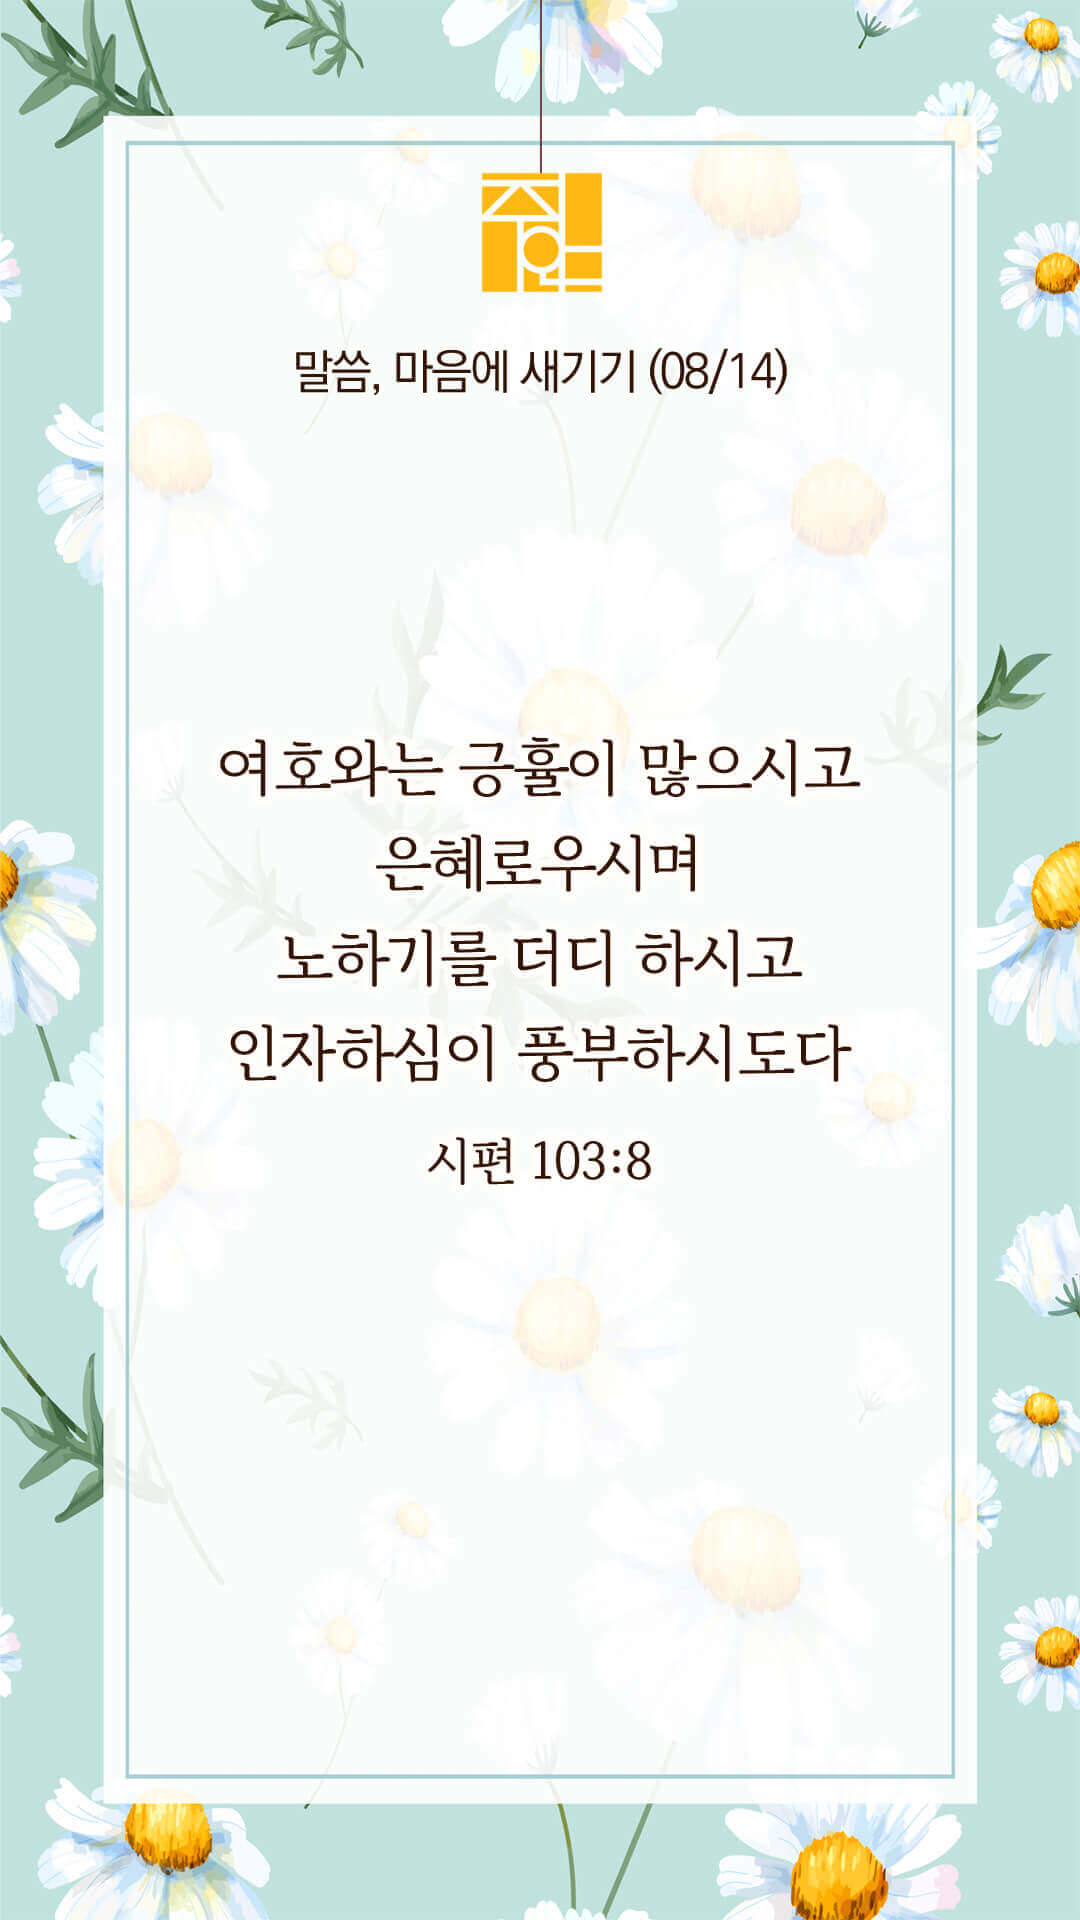 말씀, 마음에 새기기 (08/14)
여호와는 긍휼이 많으시고
은혜로우시며
노하기를 더디 하시고
인자하심이 풍부하시도다
시편 103:8